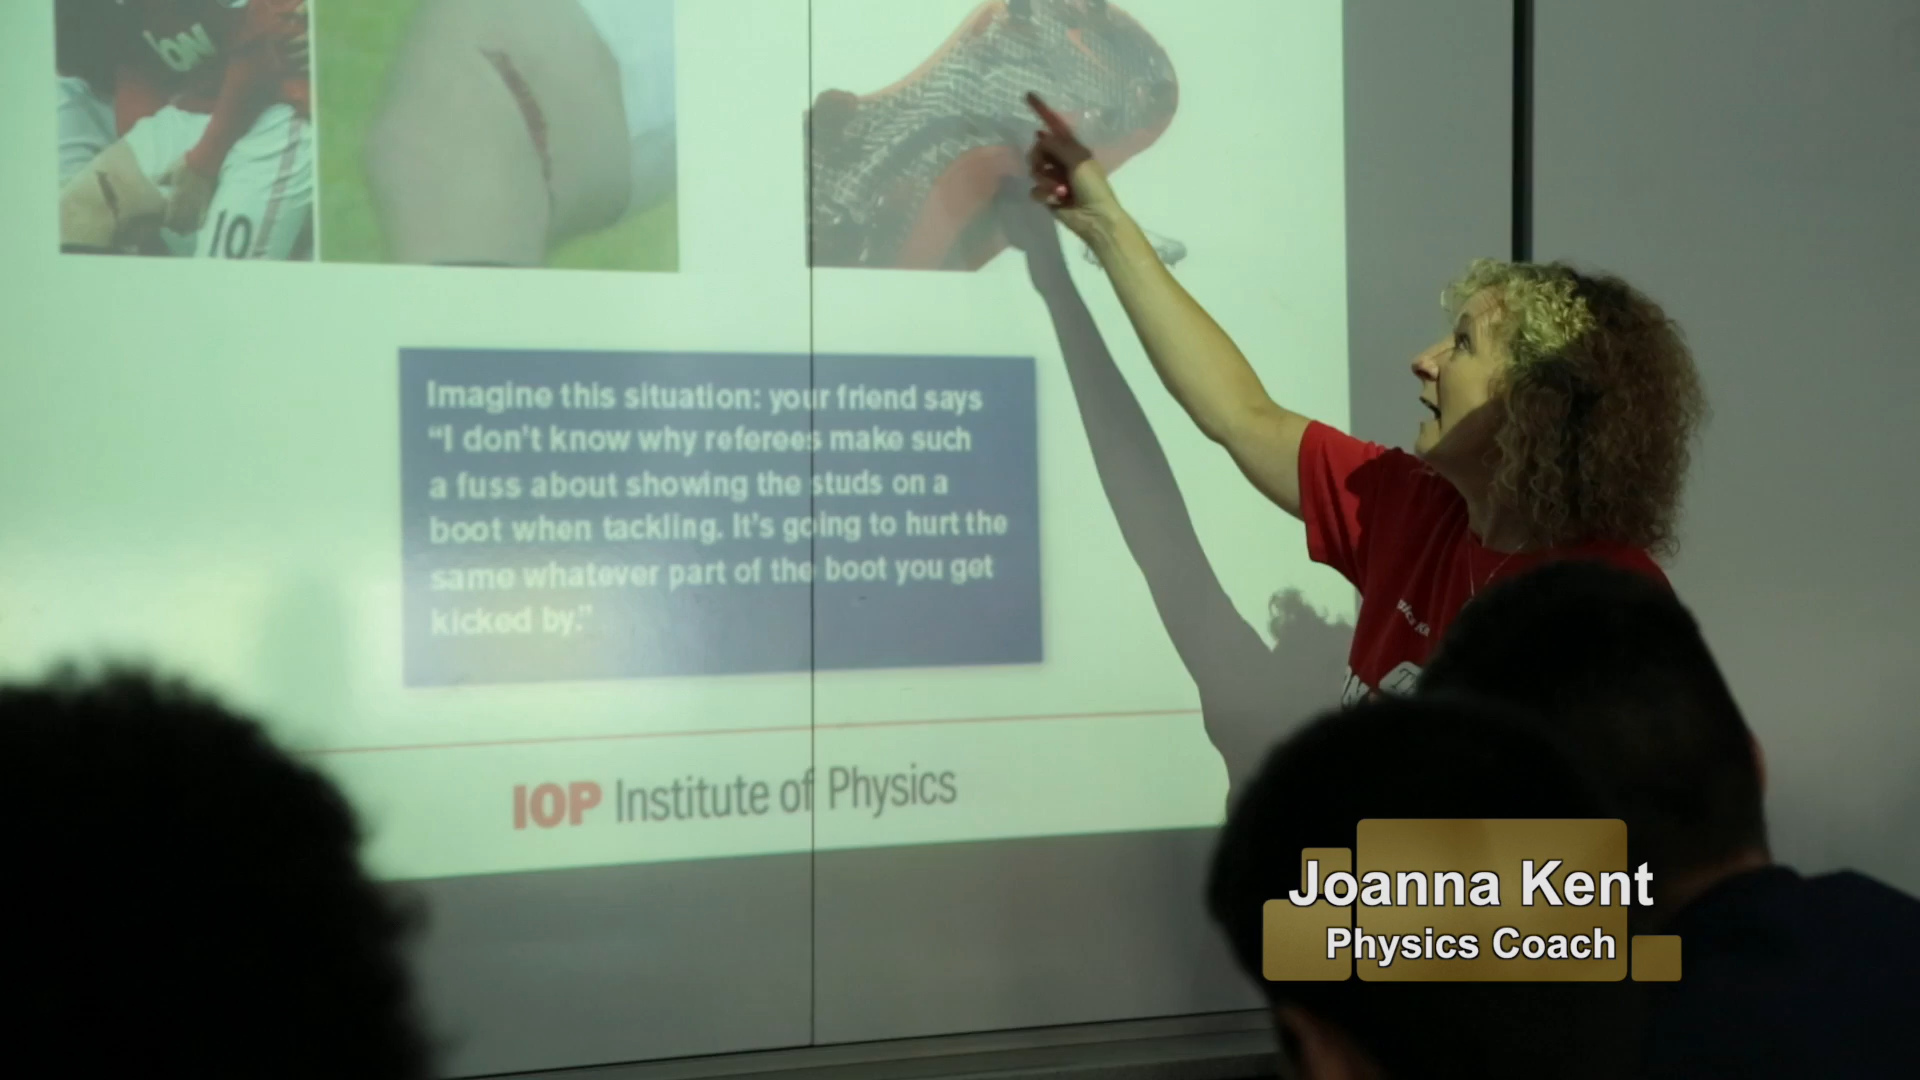 10
Imagine this situation: your friend says
“I don't know why referees make such
a fuss about showing the studs on a
boot when tackling. It's going to hurt the
same whatever part of the boot you get
kicked by.”
IOP Institute of Physics
Joanna Kent
Physics Coach